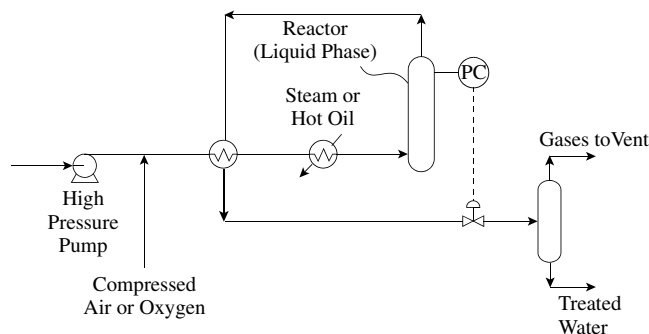 Reactor
(Liquid Phase)
PC
Steam or
Hot Oil
Gases toVent
High
Pressure
Pump
Compressed
Air or Oxygen
Treated
Water